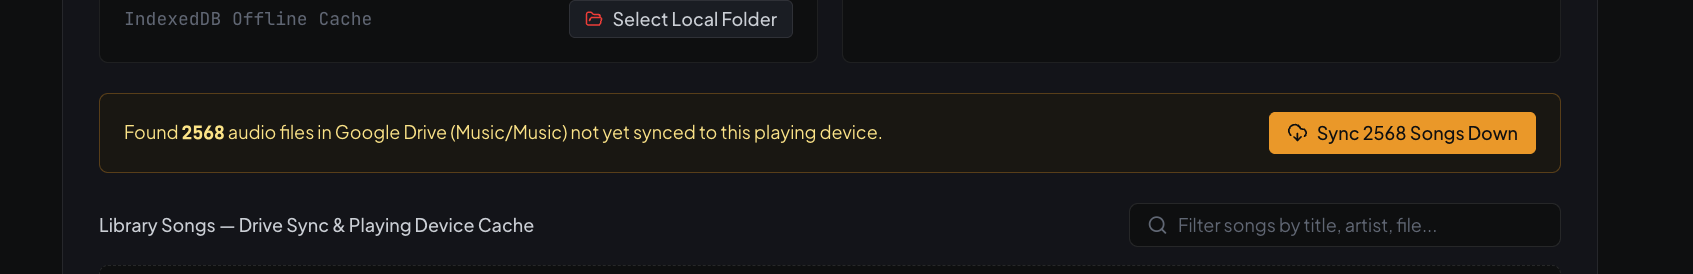 IndexedDB Offline Cache
Select Local Folder
Found 2568 audio files in Google Drive (Music/Music) not yet synced to this playing device.
Sync 2568 Songs Down
Library Songs — Drive Sync & Playing Device Cache
Filter songs by title, artist, file...